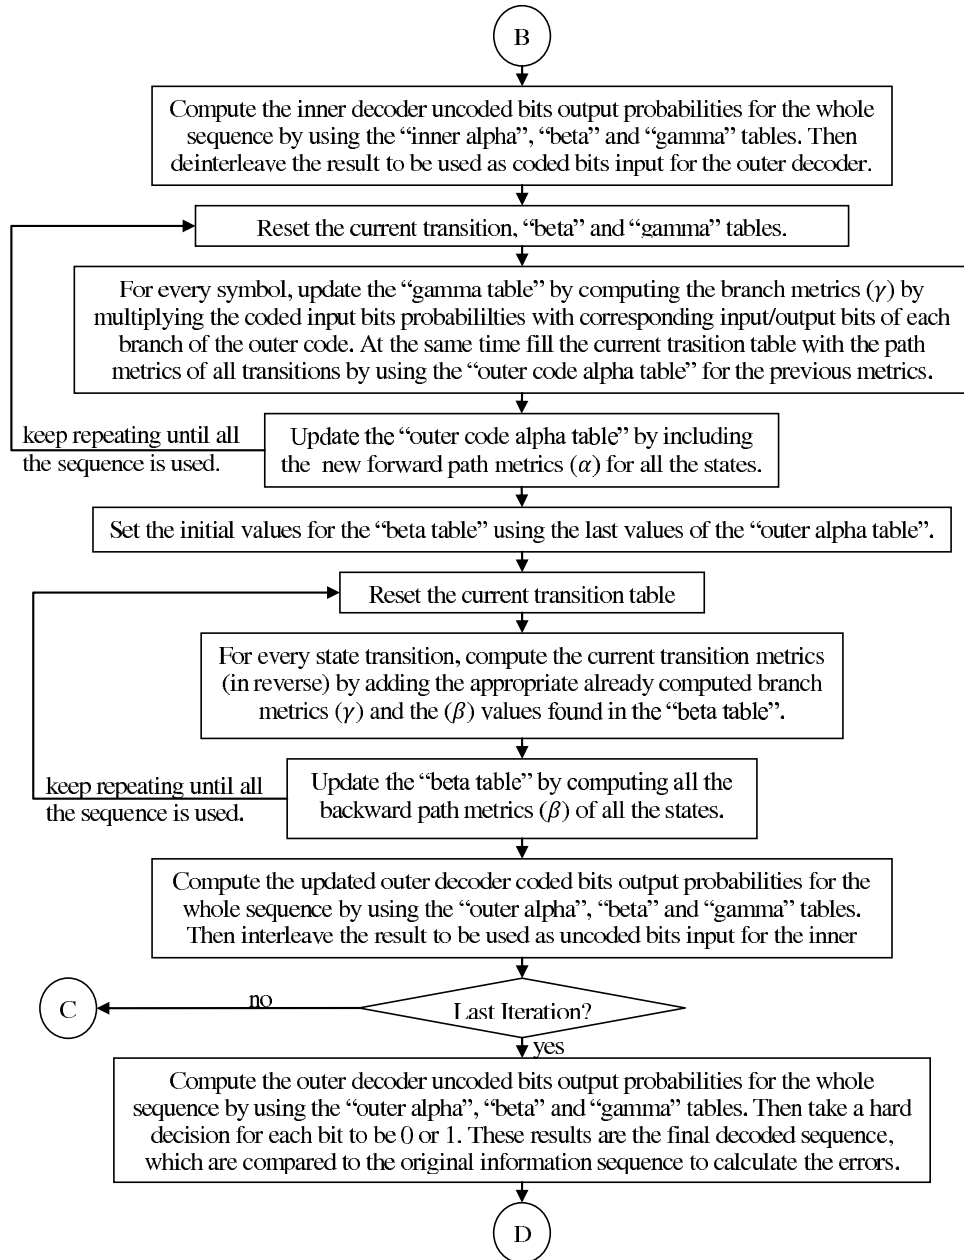 B
Compute the inner decoder uncoded bits output probabilities for the whole
sequence by using the “inner alpha”, “beta” and “gamma” tables. Then
deinterleave the result to be used as coded bits input for the outer decoder.
Reset the current transition, “beta” and “gamma” tables.
For every symbol, update the “gamma table” by computing the branch metrics (γ) by
multiplying the coded input bits probabililties with corresponding input/output bits of each
branch of the outer code. At the same time fill the current trasition table with the path
metrics of all transitions by using the “outer code alpha table” for the previous metrics.
keep repeating until all
the sequence is used.
Update the “outer code alpha table” by including
the new forward path metrics (α) for all the states.
Set the initial values for the “beta table” using the last values of the “outer alpha table”.
Reset the current transition table
For every state transition, compute the current transition metrics
(in reverse) by adding the appropriate already computed branch
metrics (γ) and the (β) values found in the “beta table”.
keep repeating until all
the sequence is used.
Update the “beta table” by computing all the
backward path metrics (β) of all the states.
Compute the updated outer decoder coded bits output probabilities for the
whole sequence by using the “outer alpha”, “beta” and “gamma” tables.
Then interleave the result to be used as uncoded bits input for the inner
C
no
Last Iteration?
yes
Compute the outer decoder uncoded bits output probabilities for the whole
sequence by using the “outer alpha”, “beta” and “gamma” tables. Then take a hard
decision for each bit to be 0 or 1. These results are the final decoded sequence,
which are compared to the original information sequence to calculate the errors.
D